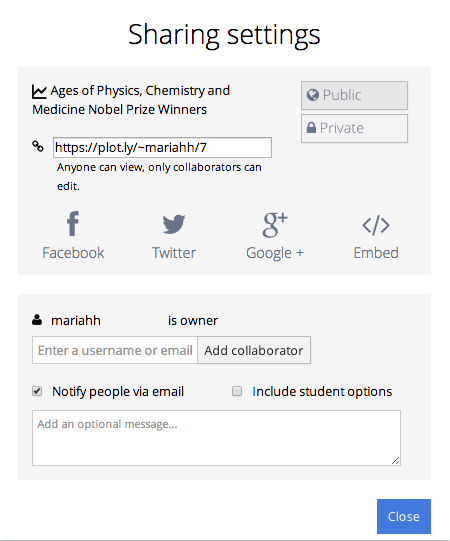 Sharing settings
Ages of Physics, Chemistry and
Medicine Nobel Prize Winners
Public
Private
https://plot.ly/~mariahh/7
Anyone can view, only collaborators can
edit.
Facebook
Twitter
Google +
Embed
mariahh is owner
Enter a username or email Add collaborator
Notify people via email Include student options
Add an optional message...
Close